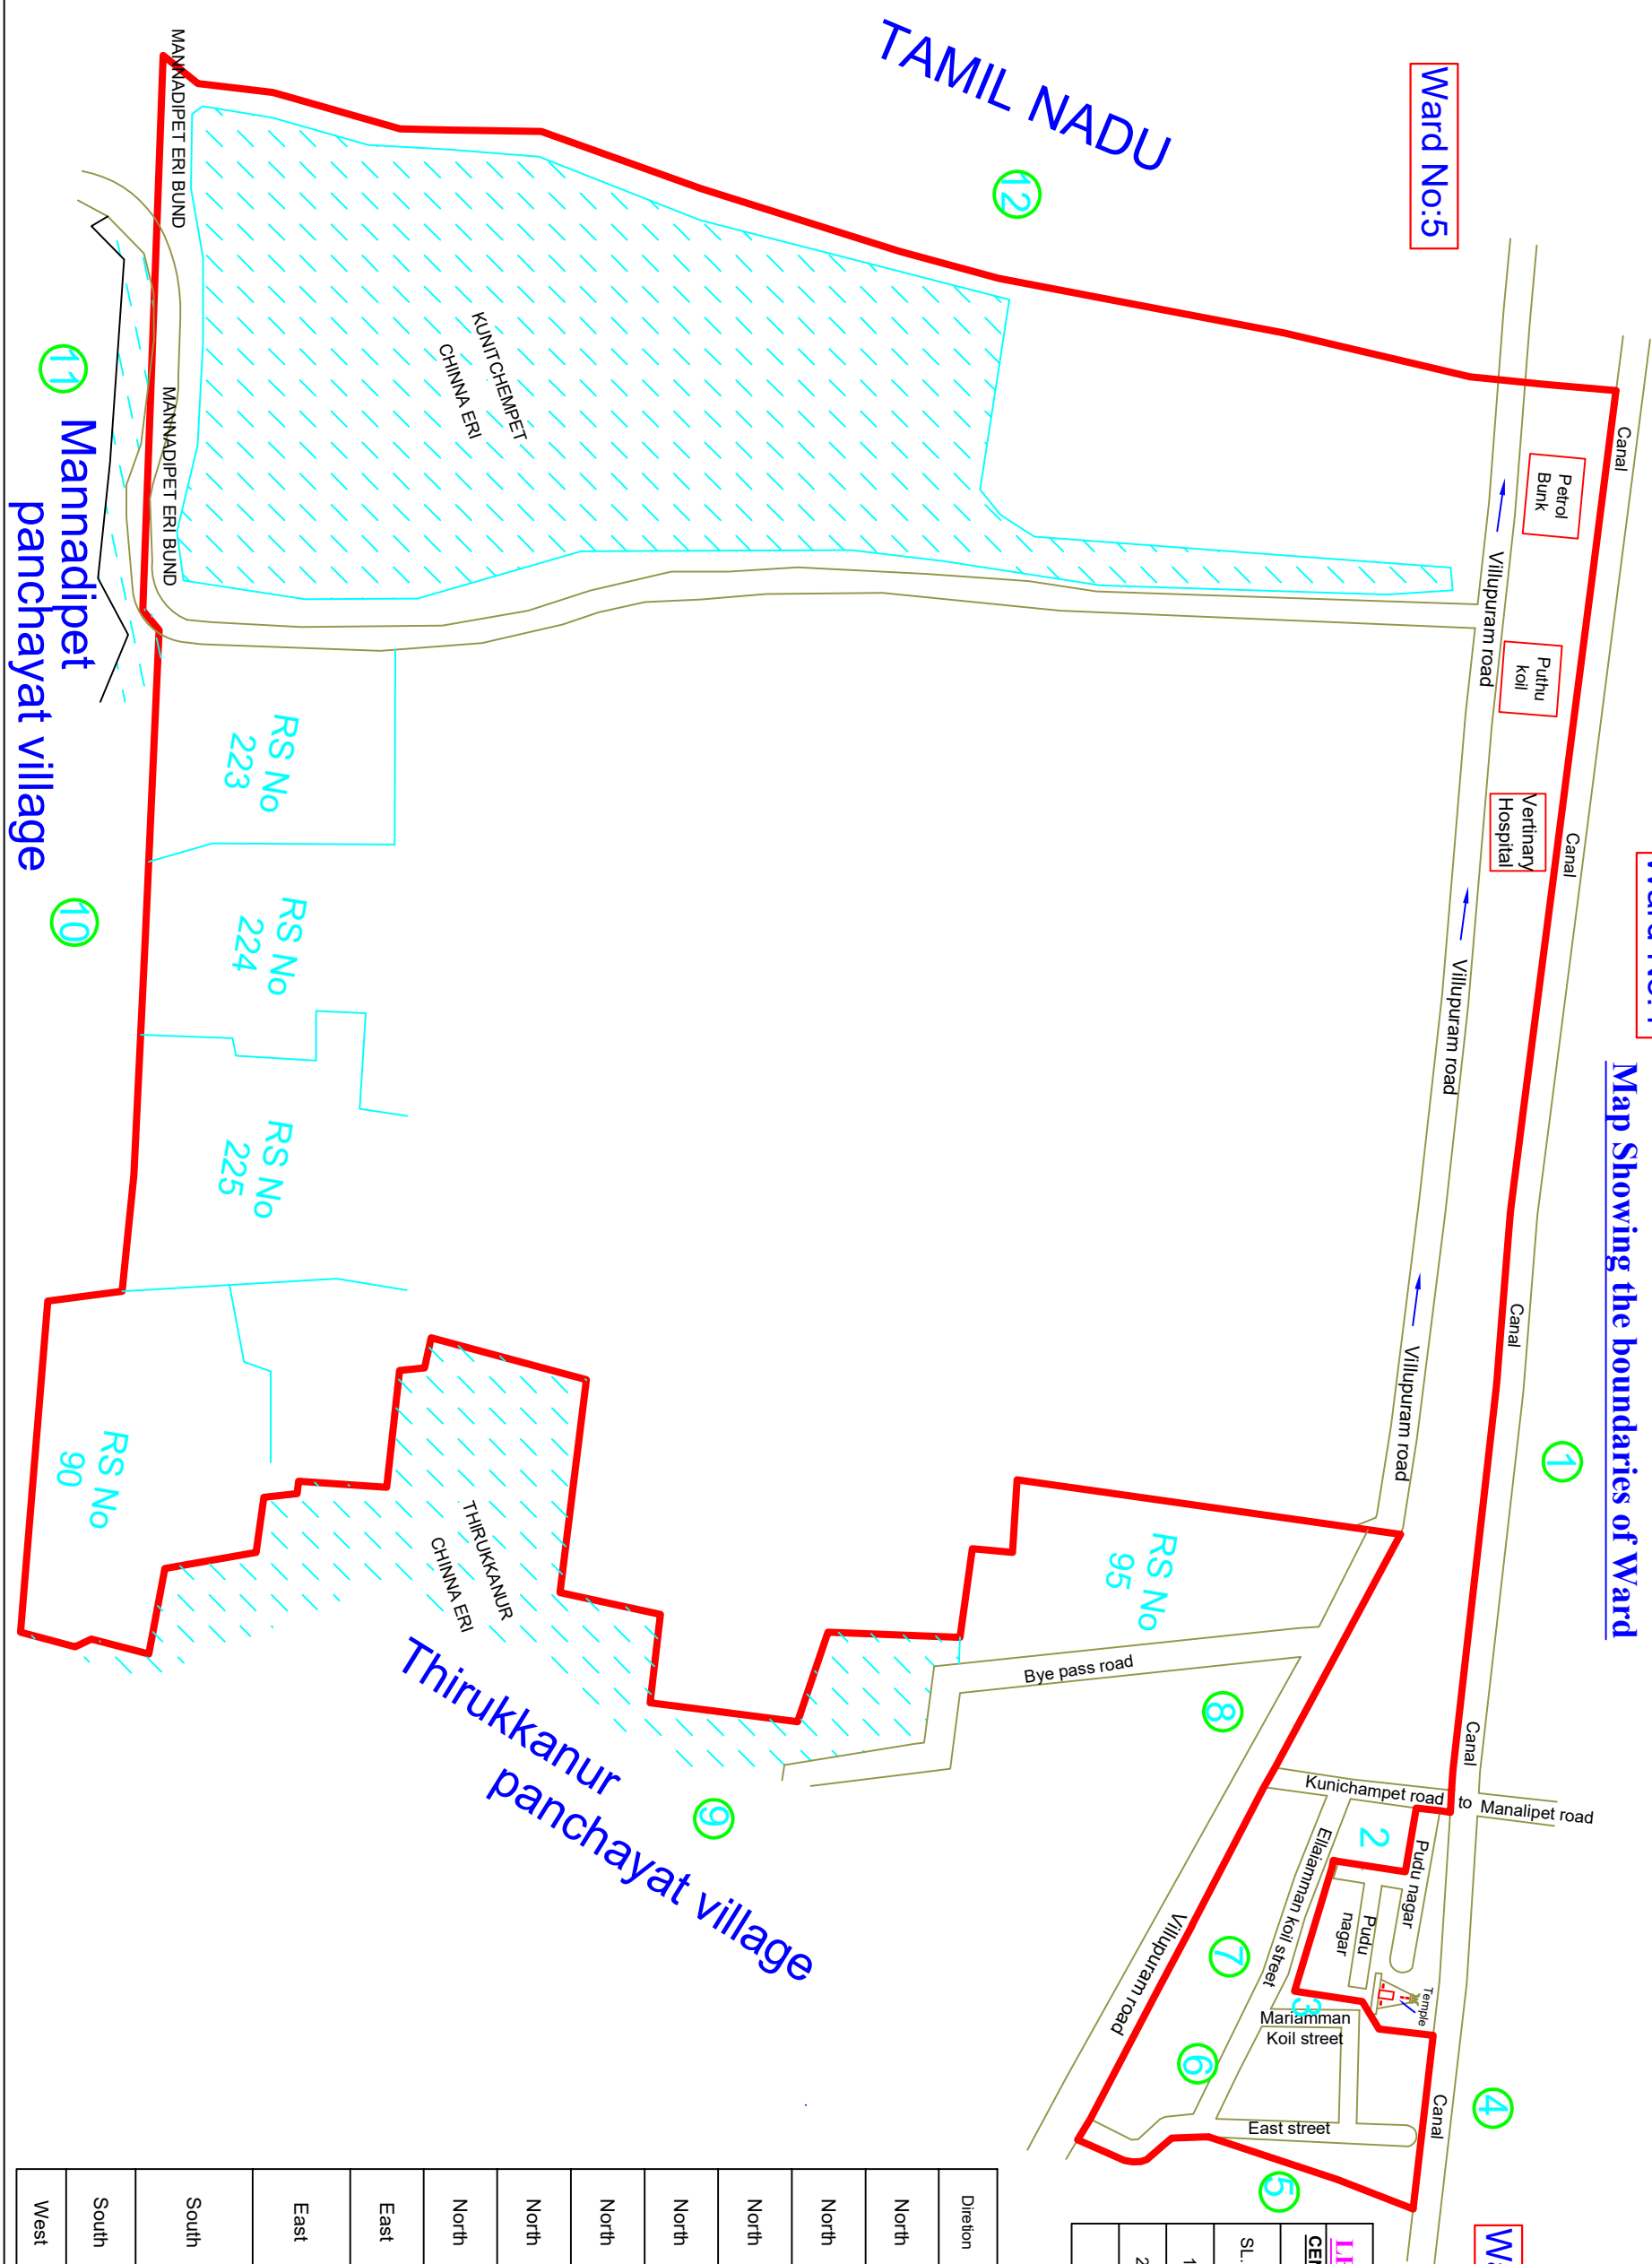 Map Showing the boundaries of Ward
Ward No:5
TAMIL NADU
12
Canal
Canal
Canal
Canal
Canal
Petrol
Bunk
Puthu
koil
Vertinary
Hospital
Villupuram road
Villupuram road
Villupuram road
Villupuram road
1
Kunichampet road
to
Manalipet road
2
Pudu nagar
Pudu
nagar
Temple
Ellaiamman koil street
3
Mariamman
Koil street
East street
4
5
6
7
8
Bye pass road
RS No
95
KUNITCHEMPET
CHINNA ERI
MANNADIPET ERI BUND
MANNADIPET ERI BUND
RS No
223
RS No
224
RS No
225
RS No
90
THIRUKKANUR
CHINNA ERI
Thirukkanur
panchayat village
9
10
11
Mannadipet
panchayat village
SL.
1
2
Diretion
North
North
North
North
North
North
North
East
East
South
South
West